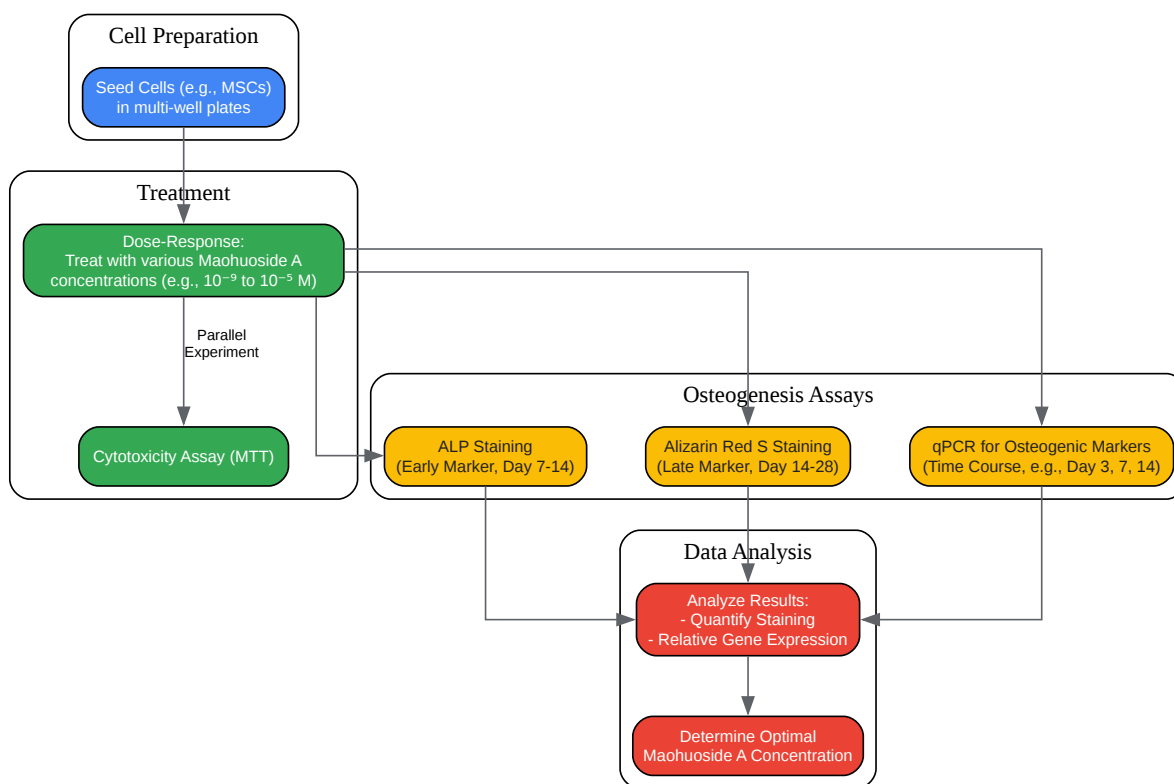 Cell Preparation
Seed Cells (e.g., MSCs)
in multi-well plates
Treatment
Dose-Response:
Treat with various Maohuoside A
concentrations (e.g., 10⁻⁹ to 10⁻⁵ M)
Parallel
Experiment
Cytotoxicity Assay (MTT)
Osteogenesis Assays
ALP Staining
(Early Marker, Day 7-14)
Alizarin Red S Staining
(Late Marker, Day 14-28)
qPCR for Osteogenic Markers
(Time Course, e.g., Day 3, 7, 14)
Data Analysis
Analyze Results:
- Quantify Staining
- Relative Gene Expression
Determine Optimal
Maohuoside A Concentration